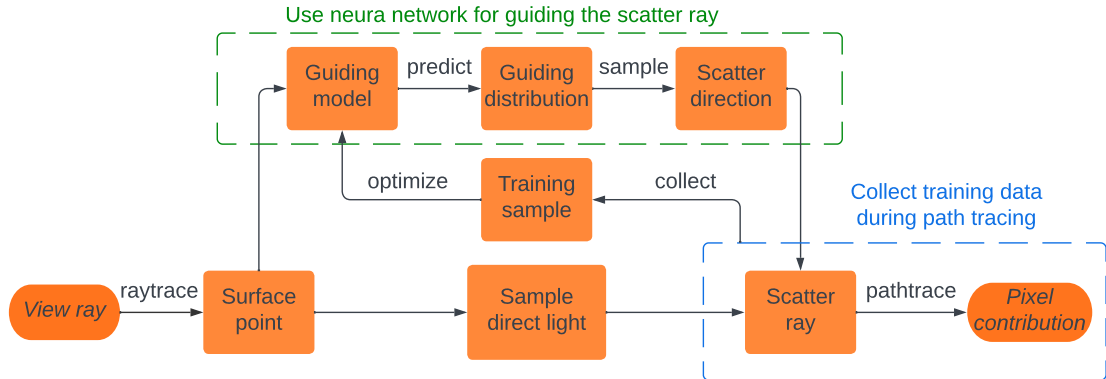 Use neura network for guiding the scatter ray
Guiding
model
predict
Guiding
distribution
sample
Scatter
direction
optimize
Training
sample
collect
Collect training data
during path tracing
View ray
raytrace
Surface
point
Sample
direct light
Scatter
ray
pathtrace
Pixel
contribution